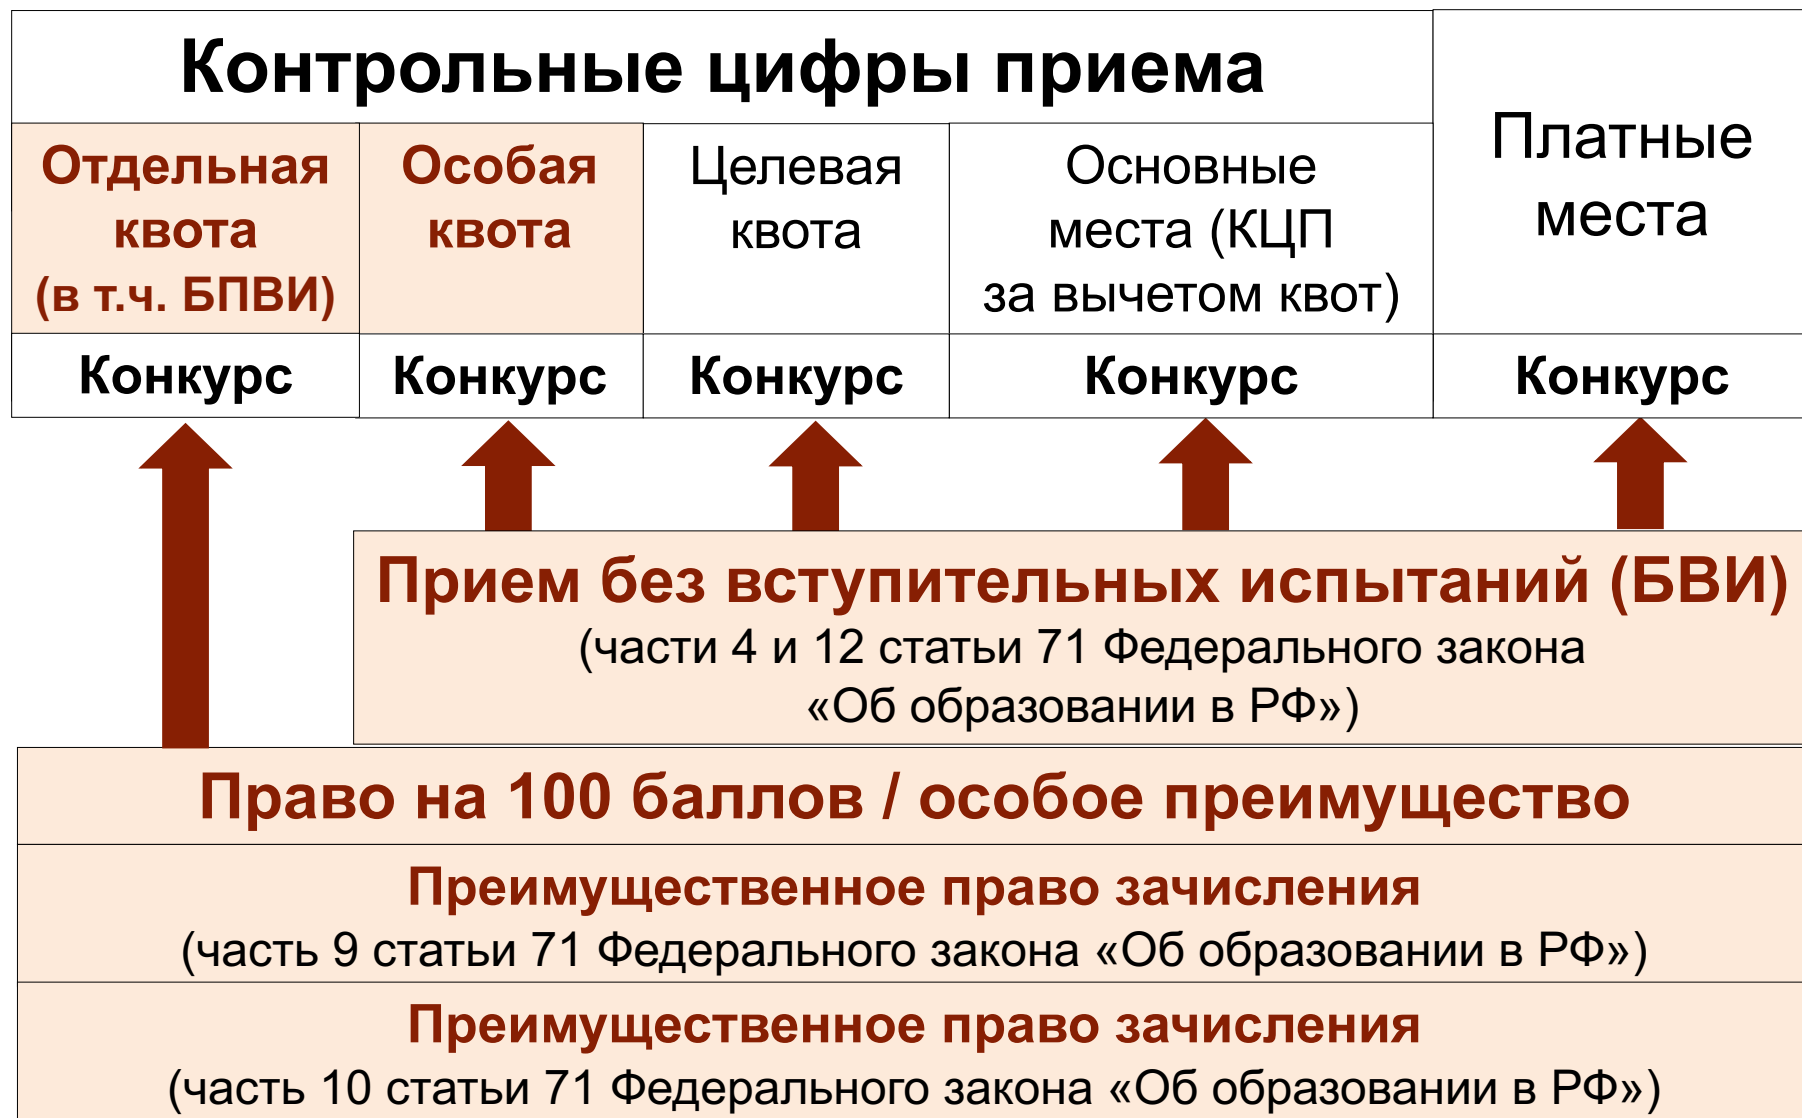 Контрольные цифры приема
Платные
места
Отдельная
квота
(в т.ч. БПВИ)
Особая
квота
Целевая
квота
Основные
места (КЦП
за вычетом квот)
Конкурс
Конкурс
Конкурс
Конкурс
Конкурс
Прием без вступительных испытаний (БВИ)
(части 4 и 12 статьи 71 Федерального закона
«Об образовании в РФ»)
Право на 100 баллов / особое преимущество
Преимущественное право зачисления
(часть 9 статьи 71 Федерального закона «Об образовании в РФ»)
Преимущественное право зачисления
(часть 10 статьи 71 Федерального закона «Об образовании в РФ»)